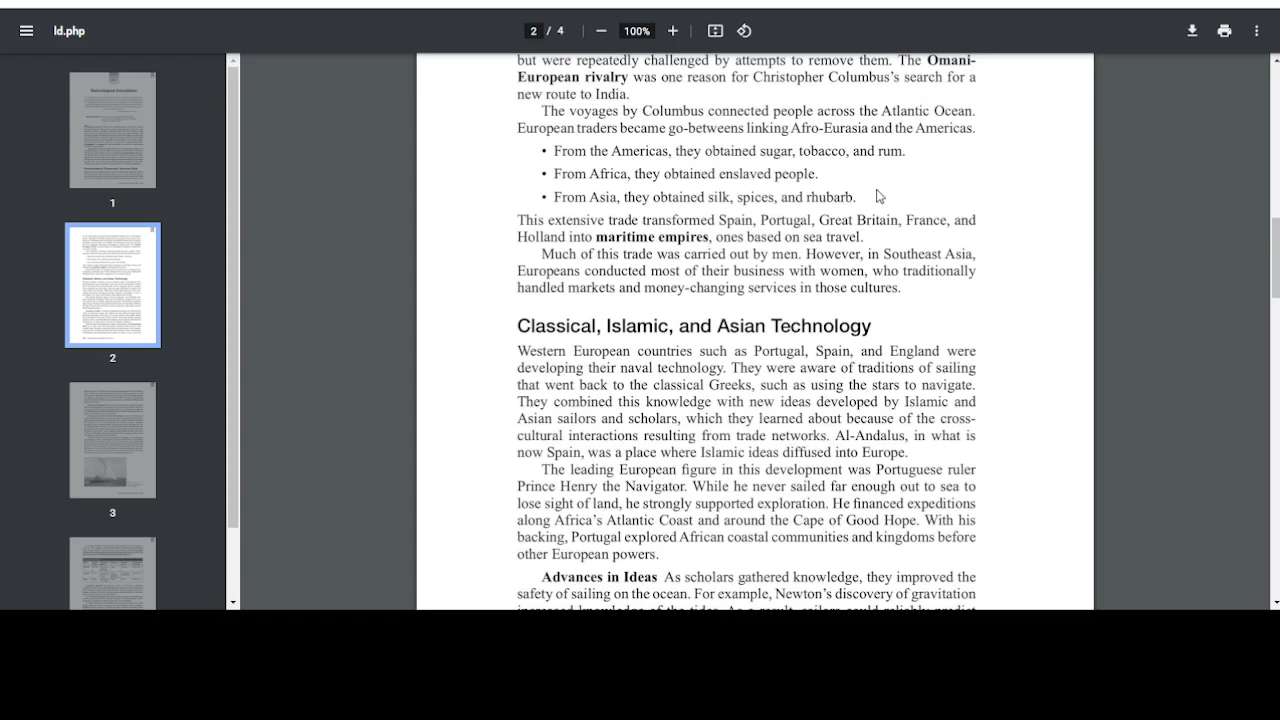 ld.php
2 / 4
100%
1
2
3
but were repeatedly challenged by attempts to remove them. The Omani-
European rivalry was one reason for Christopher Columbus's search for a
new route to India.
The voyages by Columbus connected people across the Atlantic Ocean.
European traders became go-betweens linking Afro-Eurasia and the Americas.
• From the Americas, they obtained sugar, tobacco, and rum.
• From Africa, they obtained enslaved people.
• From Asia, they obtained silk, spices, and rhubarb.
This extensive trade transformed Spain, Portugal, Great Britain, France, and
Holland into maritime empires, ones based on sea travel.
Much of this trade was carried out by men. However, in Southeast Asia,
Europeans conducted most of their business with women, who traditionally
handled markets and money-changing services in those cultures.
Classical, Islamic, and Asian Technology
Western European countries such as Portugal, Spain, and England were
developing their naval technology. They were aware of traditions of sailing
that went back to the classical Greeks, such as using the stars to navigate.
They combined this knowledge with new ideas developed by Islamic and
Asian sailors and scholars, which they learned about because of the cross-
cultural interactions resulting from trade networks. Al-Andalus, in what is
now Spain, was a place where Islamic ideas diffused into Europe.
The leading European figure in this development was Portuguese ruler
Prince Henry the Navigator. While he never sailed far enough out to sea to
lose sight of land, he strongly supported exploration. He financed expeditions
along Africa's Atlantic Coast and around the Cape of Good Hope. With his
backing, Portugal explored African coastal communities and kingdoms before
other European powers.
Advances in Ideas As scholars gathered knowledge, they improved the
safety of sailing on the ocean. For example, Newton's discovery of gravitation